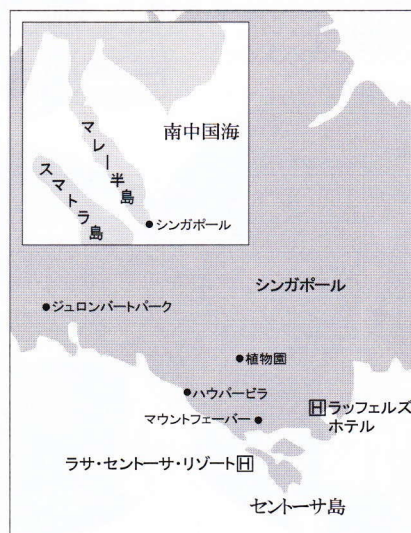 南中国海
マレー半島
スマトラ島
●シンガポール
シンガポール
●ジュロンバートパーク
●植物園
●ハウパービラ
マウントフェーバー●
Hラッフェルズ
ホテル
ラサ・セントーサ・リゾートH
セントーサ島